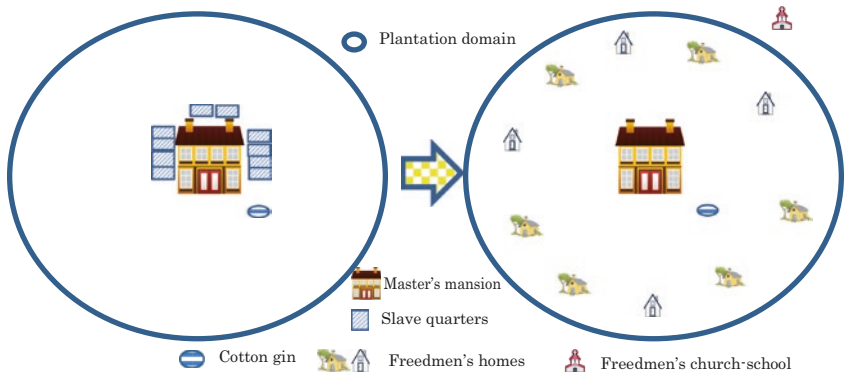 Plantation domain
Master's mansion
Slave quarters
Cotton gin
Freedmen's homes
Freedmen's church-school